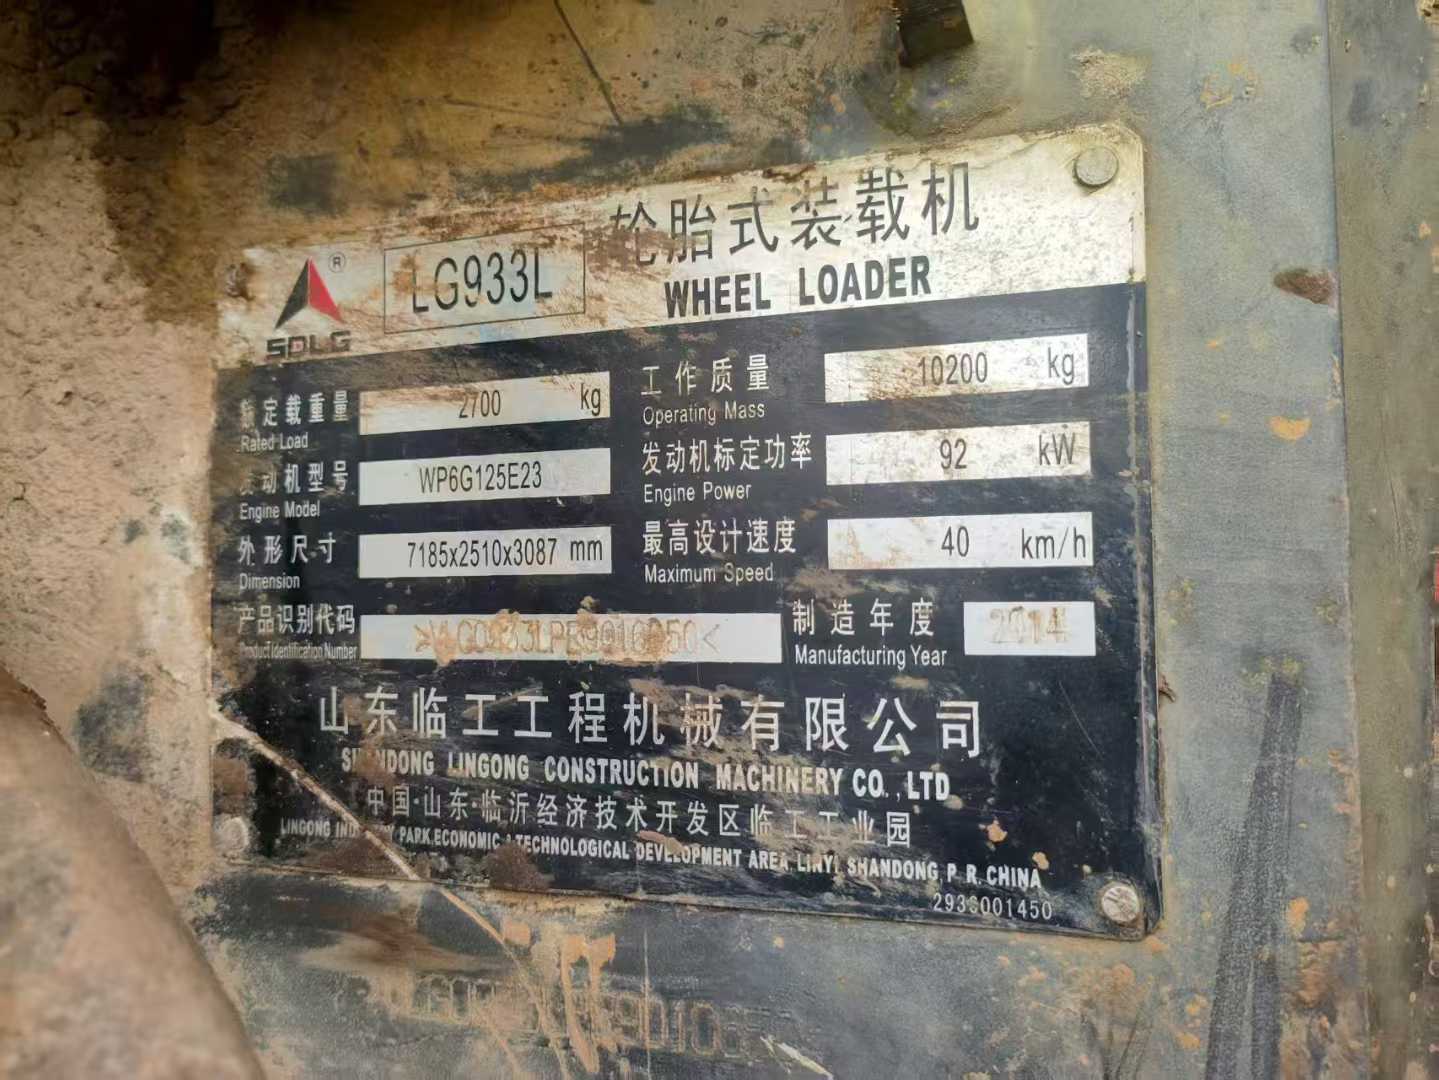 轮胎式装载机
® LG933L
WHEEL LOADER
SDLG
额定载重量 2700 kg 工作质量 10200 kg
Rated Load Operating Mass
发动机型号 WP6G125E23 发动机标定功率 92 kW
Engine Model Engine Power
外形尺寸 7185x2510x3087 mm 最高设计速度 40 km/h
Dimension Maximum Speed
产品识别代码 制造年度 2014
Product Identification Number Manufacturing Year
山东临工工程机械有限公司
SHANDONG LINGONG CONSTRUCTION MACHINERY CO.,LTD
中国·山东·临沂经济技术开发区临工工业园
LINGONG INDUSTRY PARK.ECONOMIC & TECHNOLOGICAL DEVELOPMENT AREA LINYI SHANDONG, P. R. CHINA